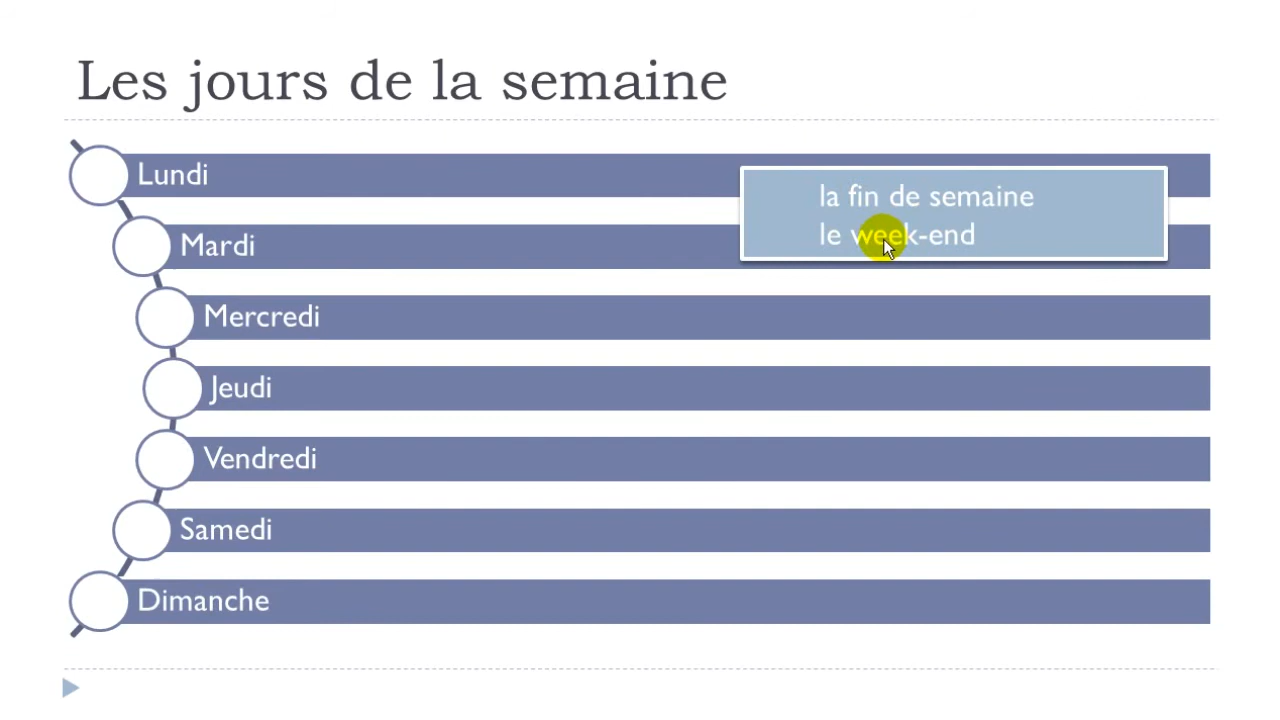 Les jours de la semaine
Lundi
la fin de semaine
le week-end
Mardi
Mercredi
Jeudi
Vendredi
Samedi
Dimanche